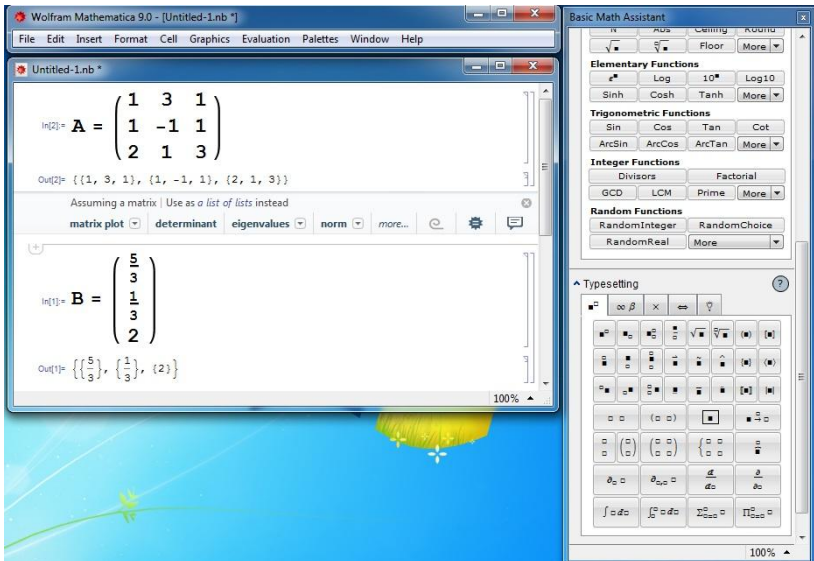 Wolfram Mathematica 9.0 - [Untitled-1.nb *]
File Edit Insert Format Cell Graphics Evaluation Palettes Window Help
Untitled-1.nb *
In[2]:= A = ( 1 3 1
1 -1 1
2 1 3 )
Out[2]= {{1, 3, 1}, {1, -1, 1}, {2, 1, 3}}
Assuming a matrix | Use as a list of lists instead
matrix plot determinant eigenvalues norm more...
In[1]:= B = ( 5/3
1/3
2 )
Out[1]= {{5/3}, {1/3}, {2}}
100%
Basic Math Assistant
N Abs Ceiling Round
√■ ⁿ√■ Floor More
Elementary Functions
e■ Log 10■ Log10
Sinh Cosh Tanh More
Trigonometric Functions
Sin Cos Tan Cot
ArcSin ArcCos ArcTan More
Integer Functions
Divisors Factorial
GCD LCM Prime More
Random Functions
RandomInteger RandomChoice
RandomReal More
Typesetting ?
■□ ∞ β × ⇔
d/d□ ∂/∂□
∫□d□ ∫□d□ Σ□ Π□
100%